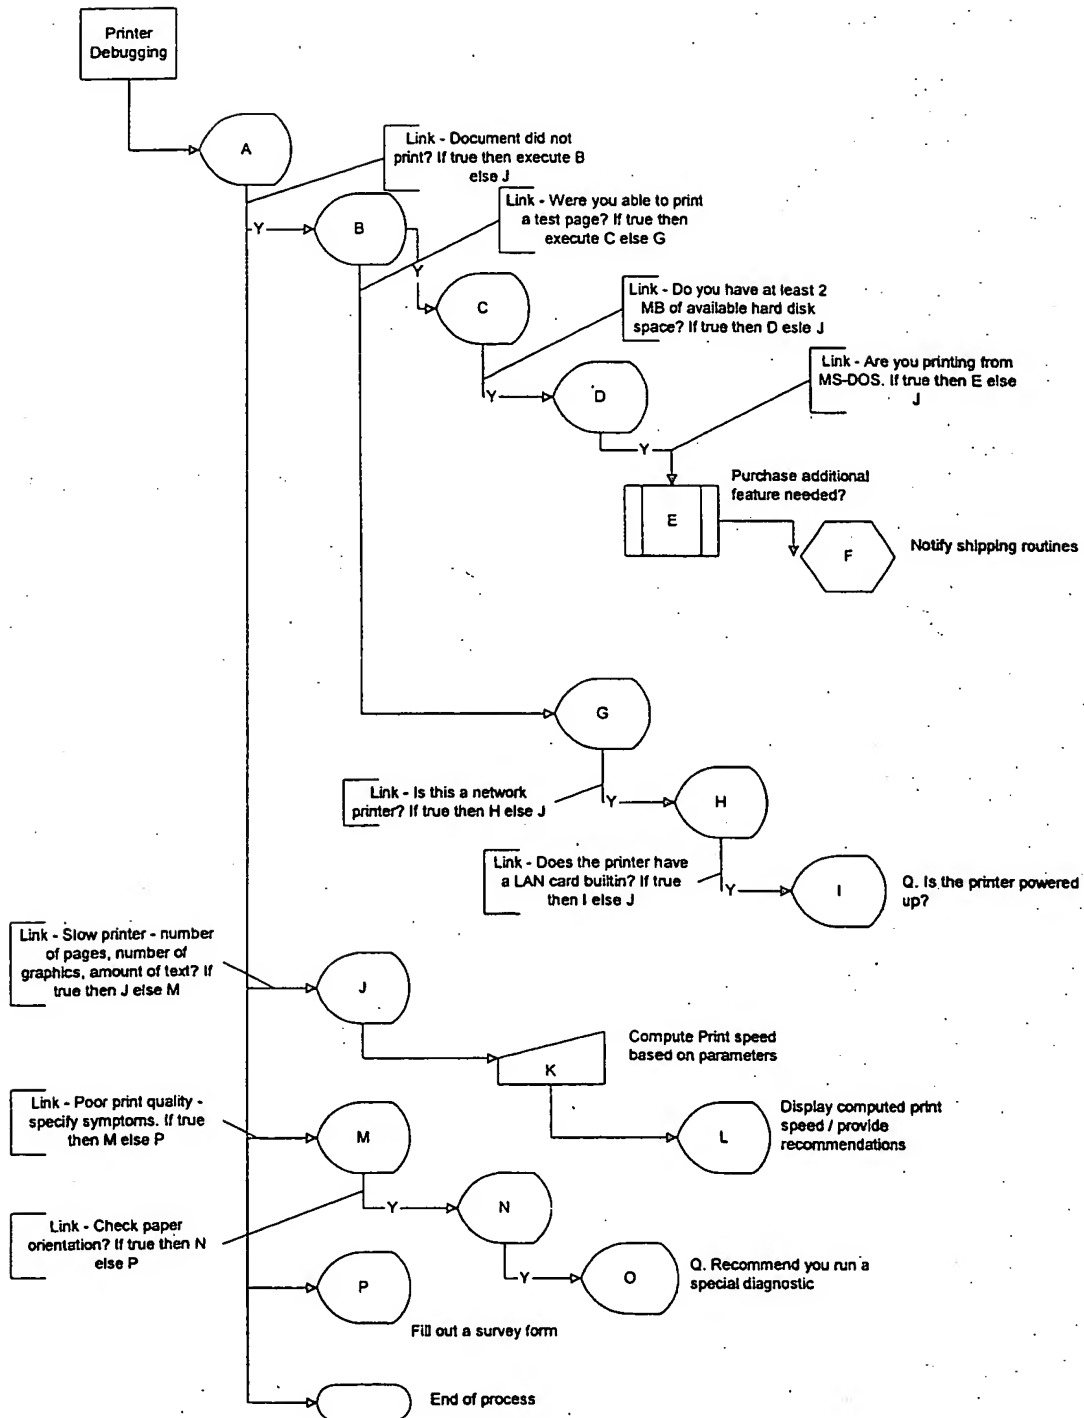 Printer
Debugging
A
Link - Document did not
print? If true then execute B
else J
Link - Were you able to print
a test page? If true then
execute C else G
Y
B
Y
C
Link - Do you have at least 2
MB of available hard disk
space? If true then D esle J
Link - Are you printing from
MS-DOS. If true then E else
J
Y
D
Y
Purchase additional
feature needed?
E
F
Notify shipping routines
G
Link - Is this a network
printer? If true then H else J
Y
H
Link - Does the printer have
a LAN card builtin? If true
then I else J
Y
I
Q. Is the printer powered
up?
Link - Slow printer - number
of pages, number of
graphics, amount of text? If
true then J else M
J
Compute Print speed
based on parameters
K
Link - Poor print quality -
specify symptoms. If true
then M else P
M
L
Display computed print
speed / provide
recommendations
Y
N
Link - Check paper
orientation? If true then N
else P
P
Y
O
Q. Recommend you run a
special diagnostic
Fill out a survey form
End of process